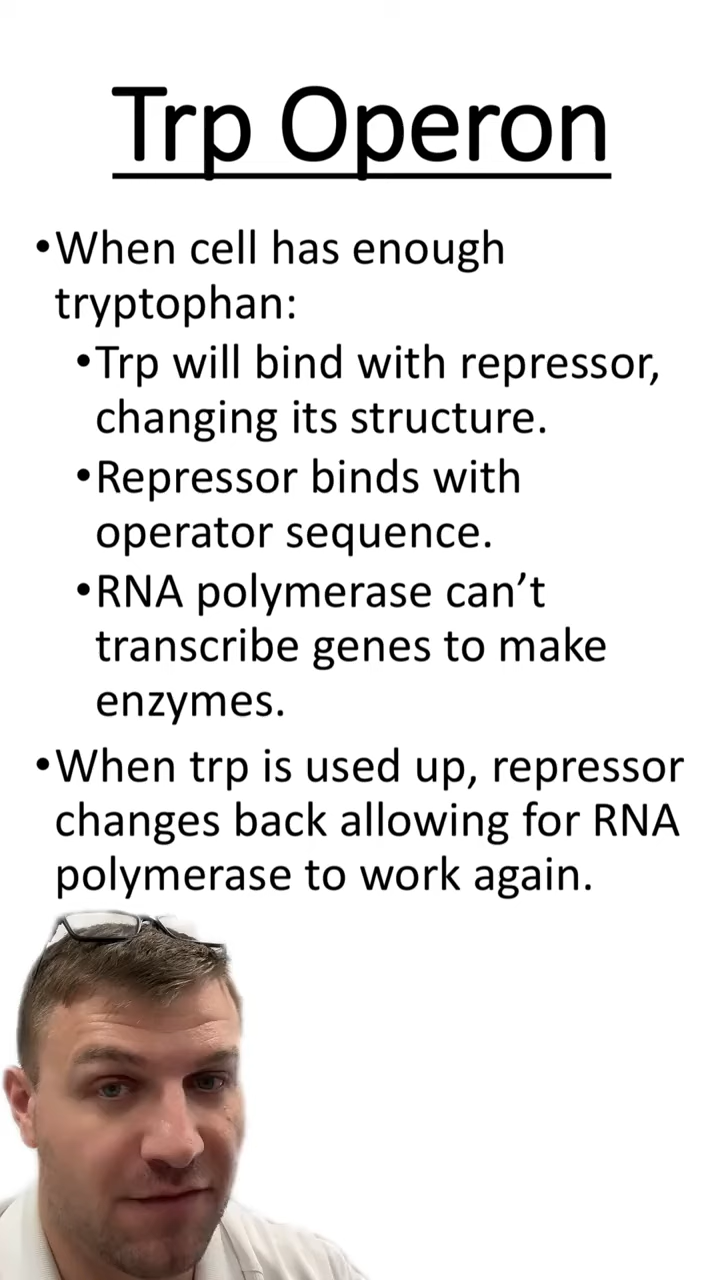 Trp Operon
•When cell has enough
tryptophan:
•Trp will bind with repressor,
changing its structure.
•Repressor binds with
operator sequence.
•RNA polymerase can’t
transcribe genes to make
enzymes.
•When trp is used up, repressor
changes back allowing for RNA
polymerase to work again.